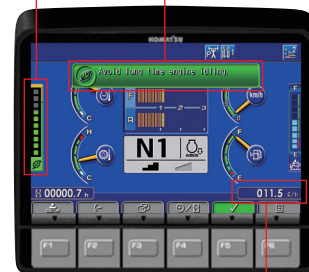 KOMATSU
Avoid long time engine idling.
F
1 2 3
R
km/h
C
H
C
F
E
F
E
N1
00000.7 h
011.5 ℓ/h
F1 F2 F3 F4 F5 F6